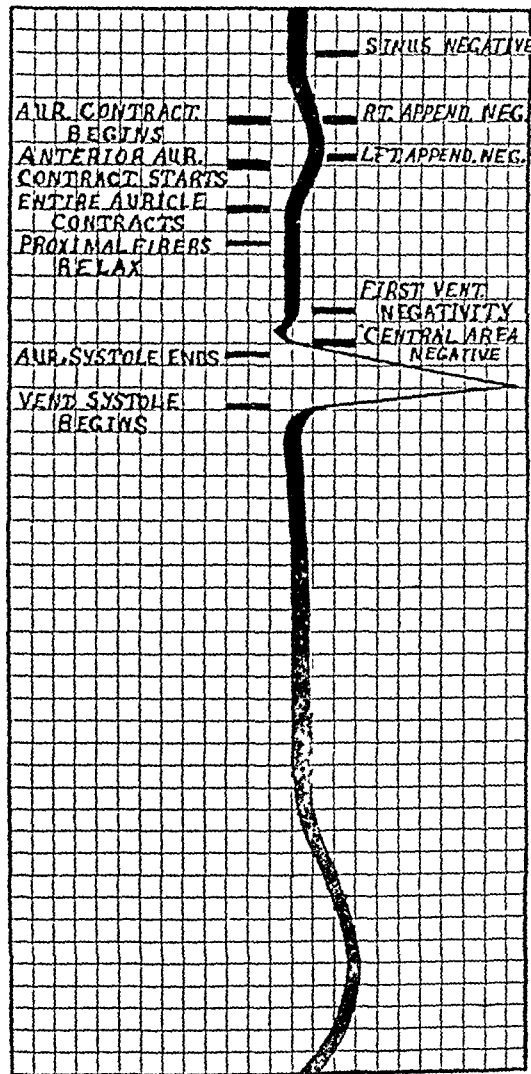 SINUS NEGATIVE
AUR. CONTRACT.
BEGINS
RT. APPEND. NEG.
ANTERIOR AUR.
CONTRACT STARTS
LFT. APPEND. NEG.
ENTIRE AURICLE
CONTRACTS
PROXIMAL FIBERS
RELAX
FIRST VENT.
NEGATIVITY
CENTRAL AREA
NEGATIVE
AUR. SYSTOLE ENDS
VENT. SYSTOLE
BEGINS